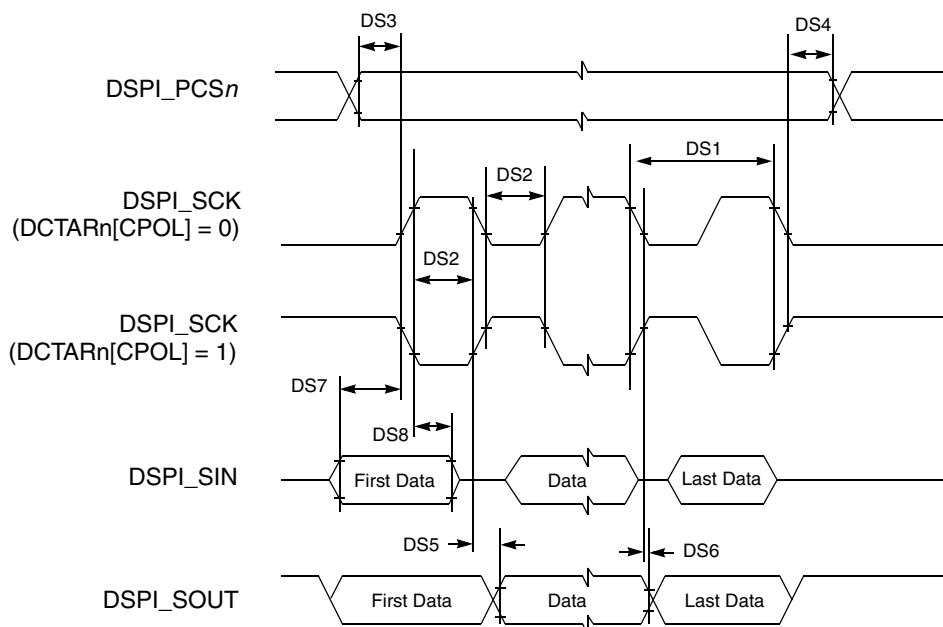 DS3
DS4
DSPI_PCSn
DS1
DS2
DSPI_SCK
(DCTARn[CPOL] = 0)
DS2
DSPI_SCK
(DCTARn[CPOL] = 1)
DS7
DS8
DSPI_SIN
First Data
Data
Last Data
DS5
DS6
DSPI_SOUT
First Data
Data
Last Data